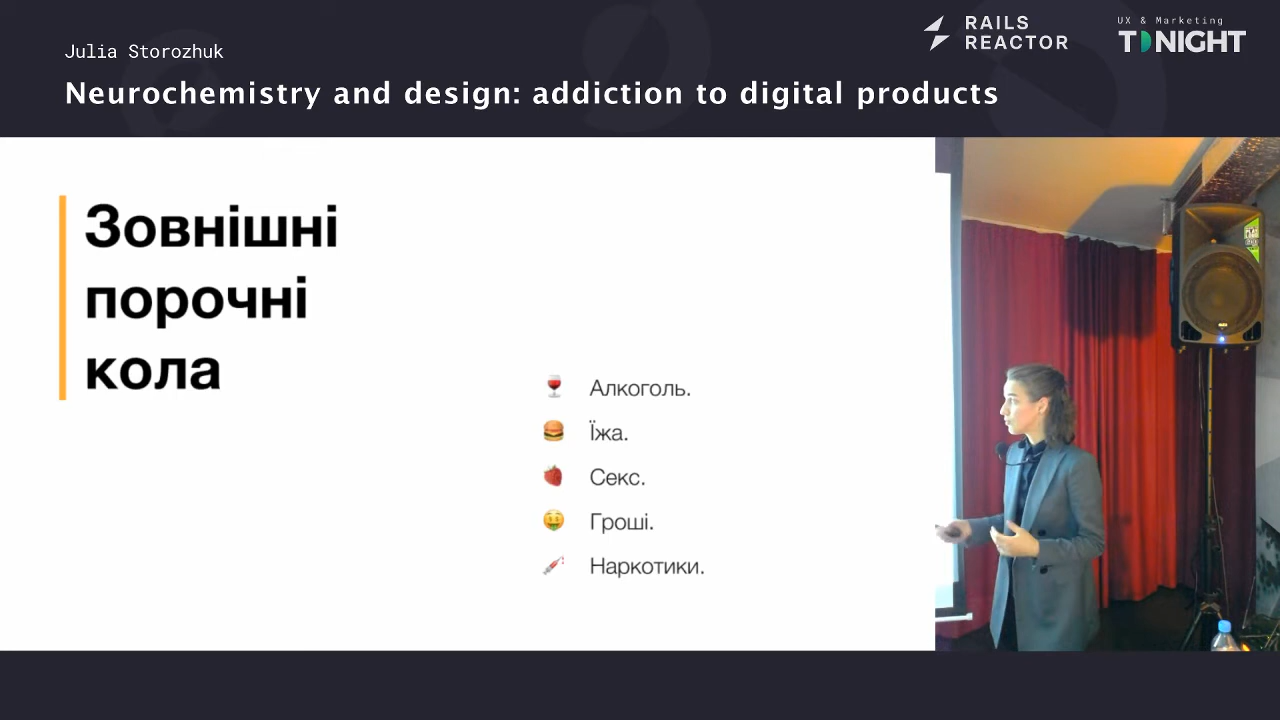 Julia Storozhuk
Neurochemistry and design: addiction to digital products
RAILS
REACTOR
UX & Marketing
TONIGHT
Зовнішні
порочні
кола
Алкоголь.
Їжа.
Секс.
Гроші.
Наркотики.